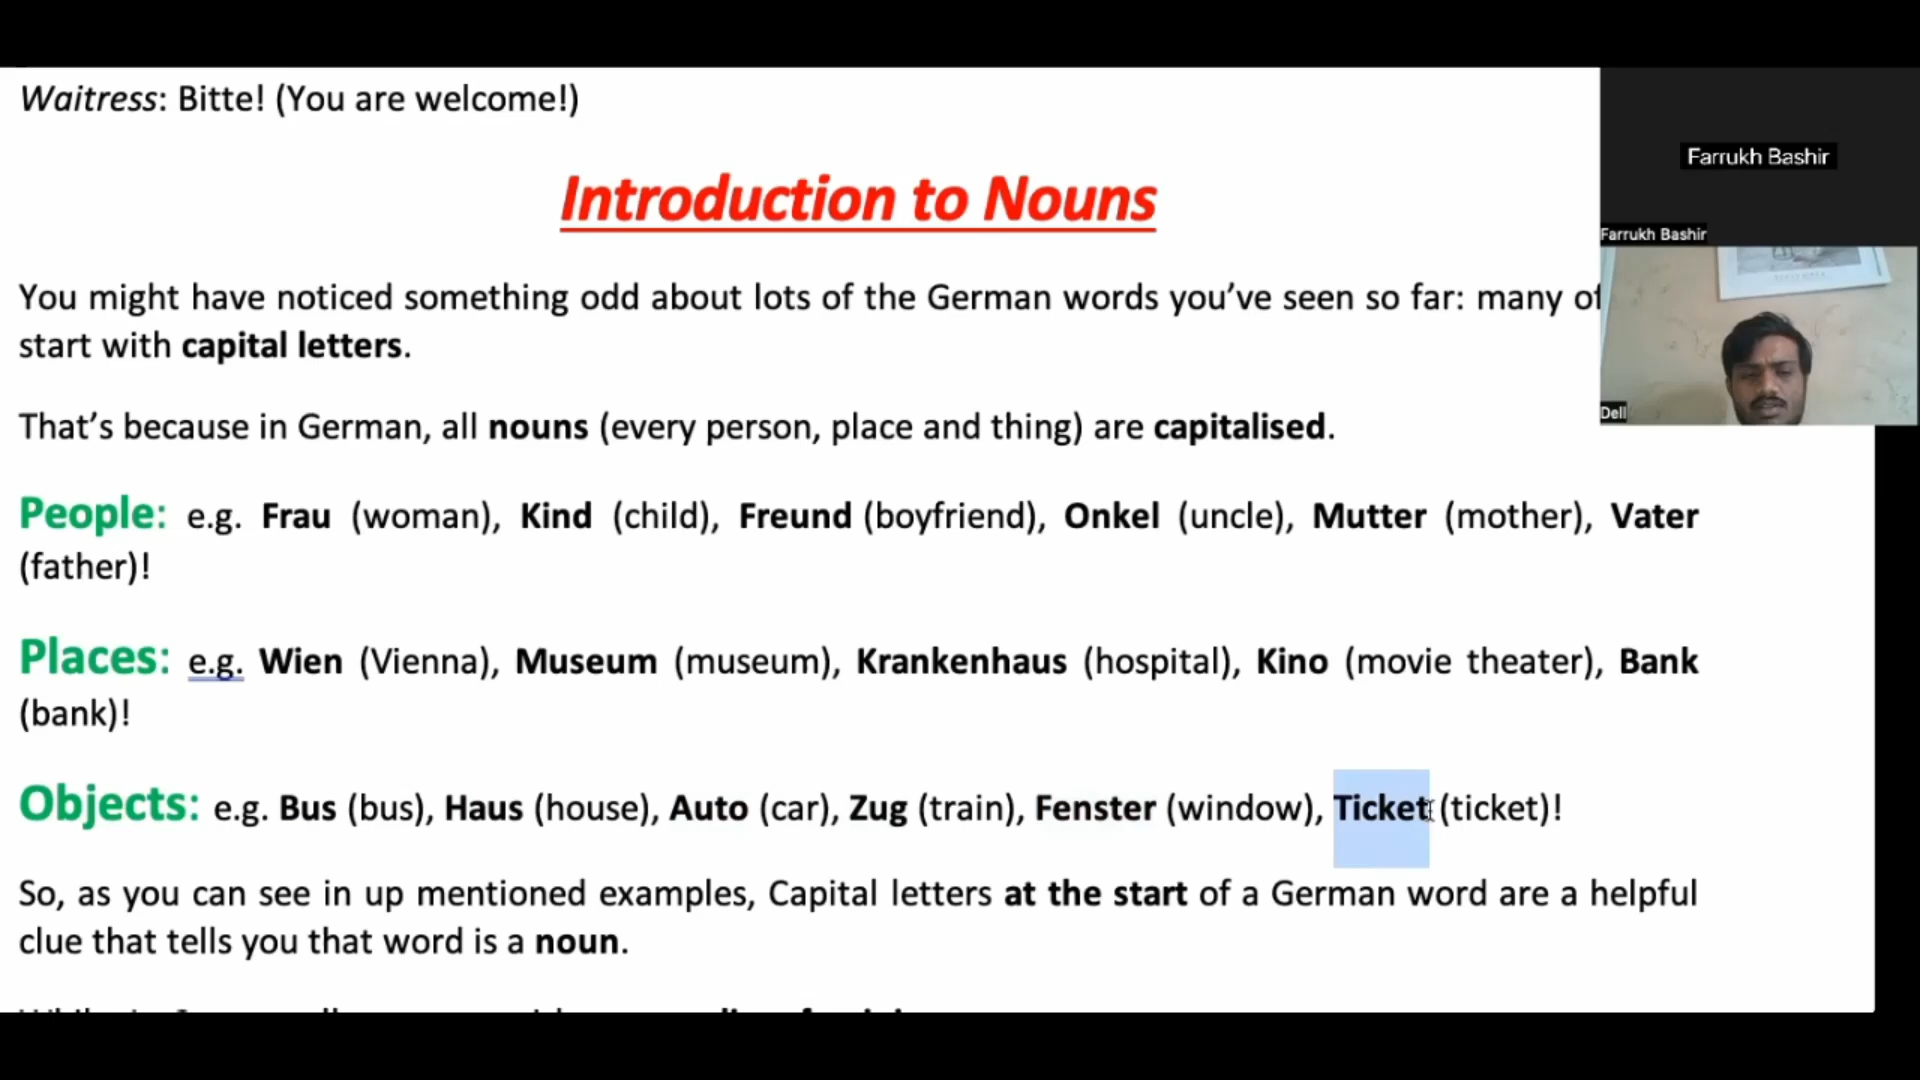 Waitress: Bitte! (You are welcome!)
Introduction to Nouns
You might have noticed something odd about lots of the German words you’ve seen so far: many of
start with capital letters.
That’s because in German, all nouns (every person, place and thing) are capitalised.
People: e.g. Frau (woman), Kind (child), Freund (boyfriend), Onkel (uncle), Mutter (mother), Vater
(father)!
Places: e.g. Wien (Vienna), Museum (museum), Krankenhaus (hospital), Kino (movie theater), Bank
(bank)!
Objects: e.g. Bus (bus), Haus (house), Auto (car), Zug (train), Fenster (window), Ticket (ticket)!
So, as you can see in up mentioned examples, Capital letters at the start of a German word are a helpful
clue that tells you that word is a noun.
Farrukh Bashir
Farrukh Bashir
Dell